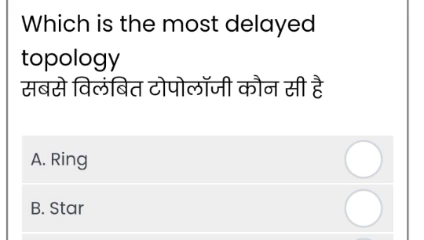 Which is the most delayed
topology
सबसे विलंबित टोपोलॉजी कौन सी है
A. Ring
B. Star